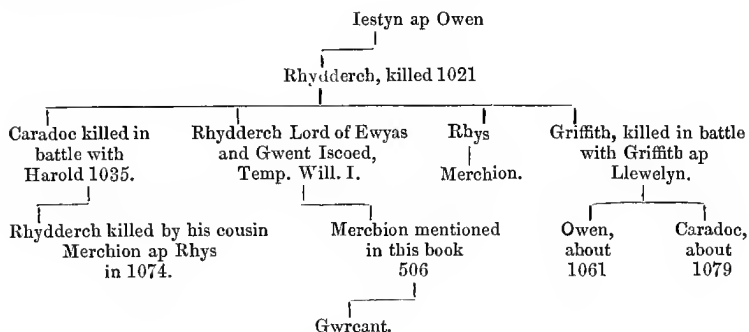 Iestyn ap Owen
Rhydderch, killed 1021
Caradoc killed in
battle with
Harold 1035.
Rhydderch Lord of Ewyas
and Gwent Iscoed,
Temp. Will. I.
Rhys
Merchion.
Griffith, killed in battle
with Griffith ap
Llewelyn.
Rhydderch killed by his cousin
Merchion ap Rhys
in 1074.
Merchion mentioned
in this book
506
Owen,
about
1061
Caradoc,
about
1079
Gwrcant.